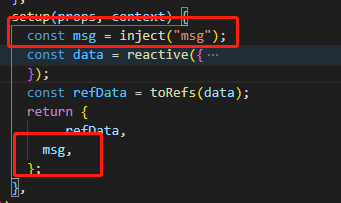 setup(props, context) {
const msg = inject("msg");
const data = reactive({ ⋯
});
const refData = toRefs(data);
return {
refData,
msg,
};
},